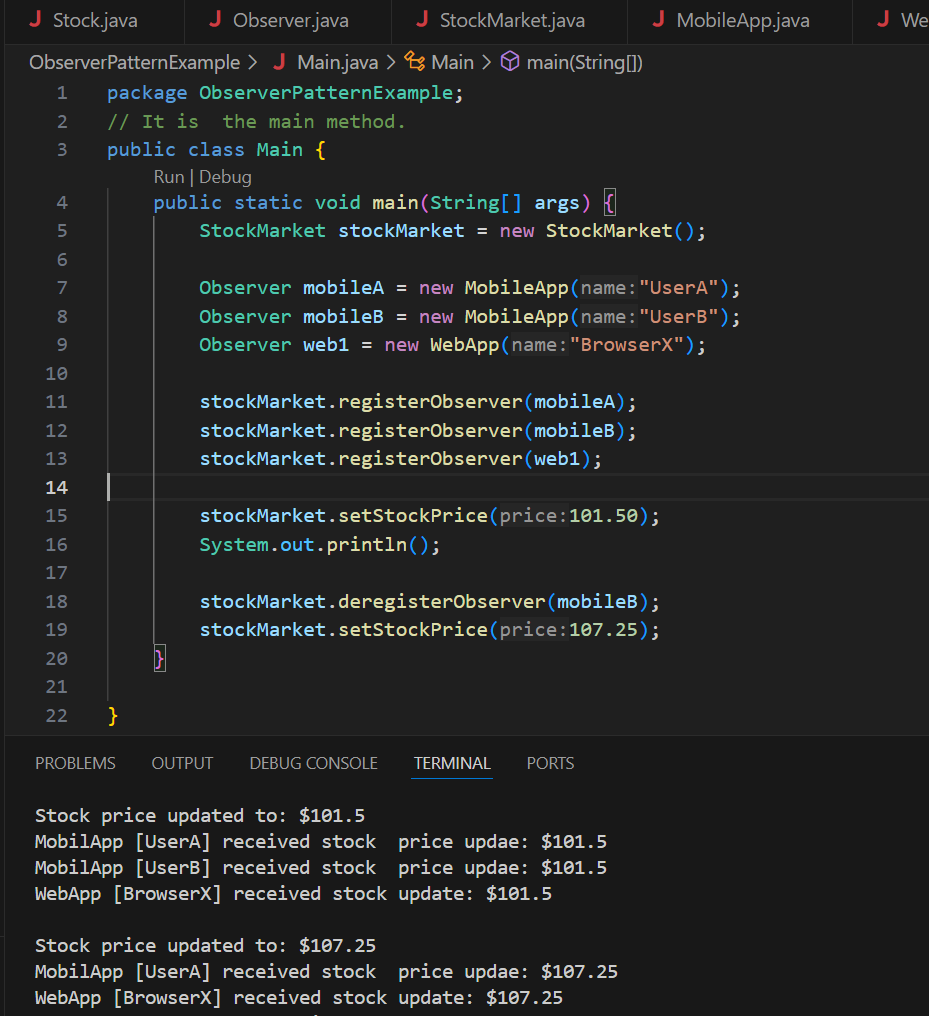 Stock.java Observer.java StockMarket.java MobileApp.java We
ObserverPatternExample > Main.java > Main > main(String[])
1 package ObserverPatternExample;
2 // It is  the main method.
3 public class Main {
Run | Debug
4 public static void main(String[] args) {
5 StockMarket stockMarket = new StockMarket();
6
7 Observer mobileA = new MobileApp(name:"UserA");
8 Observer mobileB = new MobileApp(name:"UserB");
9 Observer web1 = new WebApp(name:"BrowserX");
10
11 stockMarket.registerObserver(mobileA);
12 stockMarket.registerObserver(mobileB);
13 stockMarket.registerObserver(web1);
14
15 stockMarket.setStockPrice(price:101.50);
16 System.out.println();
17
18 stockMarket.deregisterObserver(mobileB);
19 stockMarket.setStockPrice(price:107.25);
20 }
21
22 }
PROBLEMS OUTPUT DEBUG CONSOLE TERMINAL PORTS
Stock price updated to: $101.5
MobilApp [UserA] received stock  price updae: $101.5
MobilApp [UserB] received stock  price updae: $101.5
WebApp [BrowserX] received stock update: $101.5
Stock price updated to: $107.25
MobilApp [UserA] received stock  price updae: $107.25
WebApp [BrowserX] received stock update: $107.25